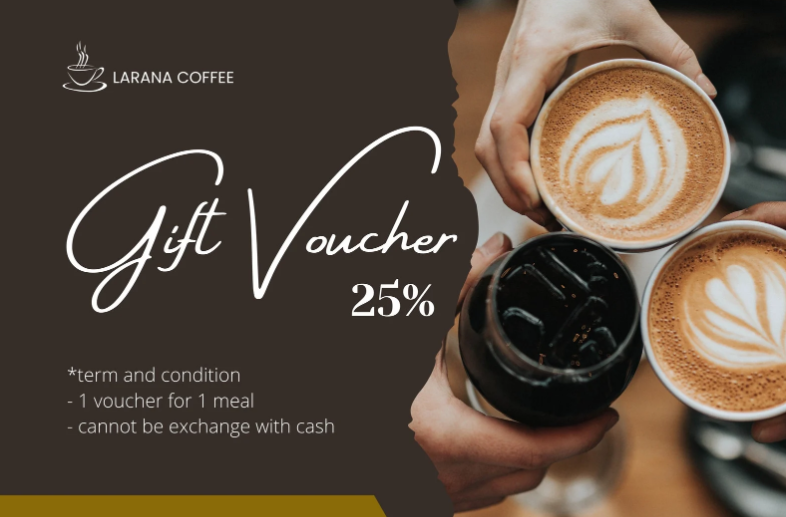 LARANA COFFEE
Gift Voucher
25%
*term and condition
- 1 voucher for 1 meal
- cannot be exchange with cash